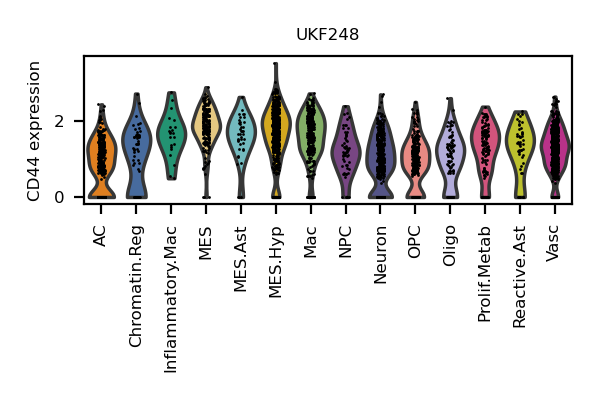 UKF248
CD44 expression
2
0
AC
Chromatin.Reg
Inflammatory.Mac
MES
MES.Ast
MES.Hyp
Mac
NPC
Neuron
OPC
Oligo
Prolif.Metab
Reactive.Ast
Vasc